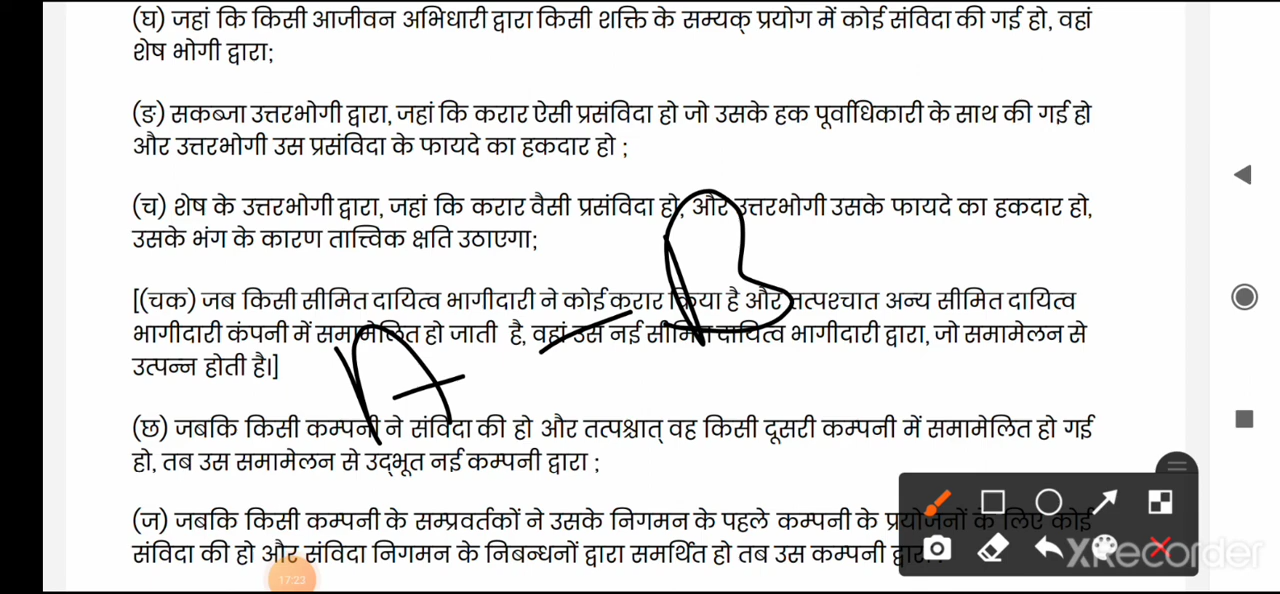 (घ) जहां कि किसी आजीवन अभिधारी द्वारा किसी शक्ति के सम्यक् प्रयोग में कोई संविदा की गई हो, वहां
शेष भोगी द्वारा;
(ङ) सकब्जा उत्तरभोगी द्वारा, जहां कि करार ऐसी प्रसंविदा हो जो उसके हक पूर्वाधिकारी के साथ की गई हो
और उत्तरभोगी उस प्रसंविदा के फायदे का हकदार हो ;
(च) शेष के उत्तरभोगी द्वारा, जहां कि करार वैसी प्रसंविदा हो, और उत्तरभोगी उसके फायदे का हकदार हो,
उसके भंग के कारण तात्त्विक क्षति उठाएगा;
[(चक) जब किसी सीमित दायित्व भागीदारी ने कोई करार किया है और तत्पश्चात अन्य सीमित दायित्व
भागीदारी कंपनी में समामेलित हो जाती है, वहां उस नई सीमित दायित्व भागीदारी द्वारा, जो समामेलन से
उत्पन्न होती है।]
A - B
(छ) जबकि किसी कम्पनी ने संविदा की हो और तत्पश्चात् वह किसी दूसरी कम्पनी में समामेलित हो गई
हो, तब उस समामेलन से उद्भूत नई कम्पनी द्वारा ;
(ज) जबकि किसी कम्पनी के सम्प्रवर्तकों ने उसके निगमन के पहले कम्पनी के प्रयोजनों के लिए कोई
संविदा की हो और संविदा निगमन के निबन्धनों द्वारा समर्थित हो तब उस कम्पनी द्वारा
XRecorder
17:23